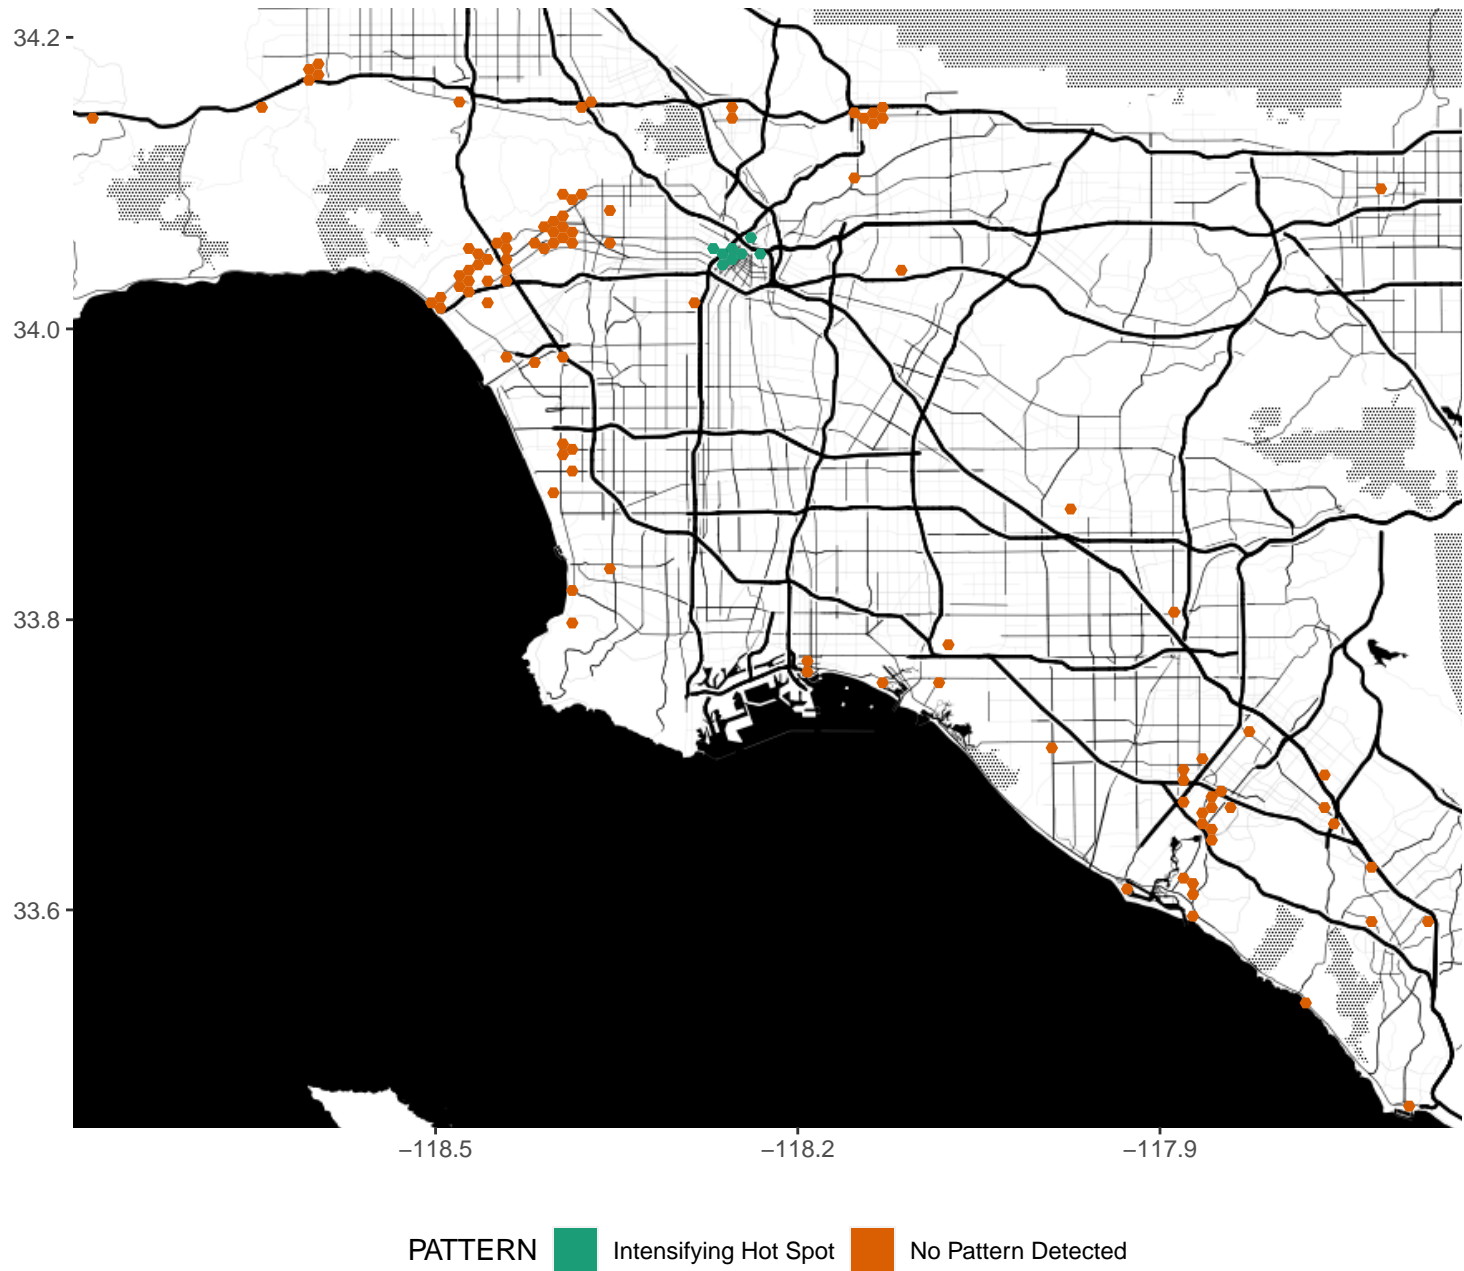 34.2
34.0
33.8
33.6
−118.5
−118.2
−117.9
PATTERN
Intensifying Hot Spot
No Pattern Detected